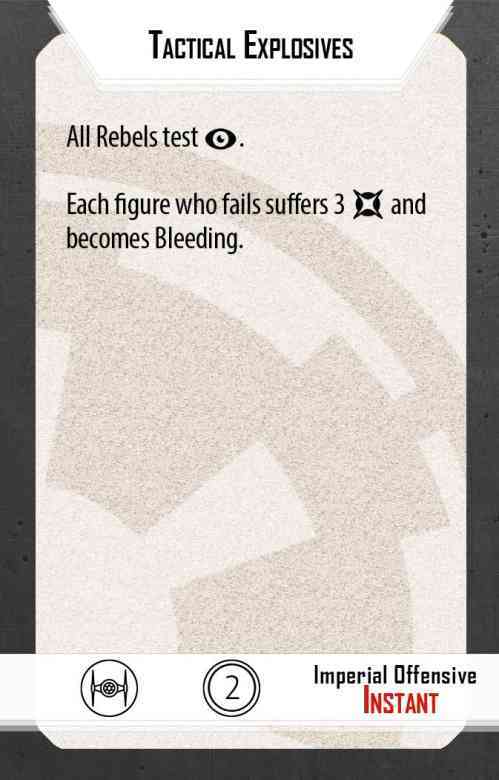 Tactical Explosives
All Rebels test .
Each figure who fails suffers 3 and
becomes Bleeding.
2
Imperial Offensive
Instant